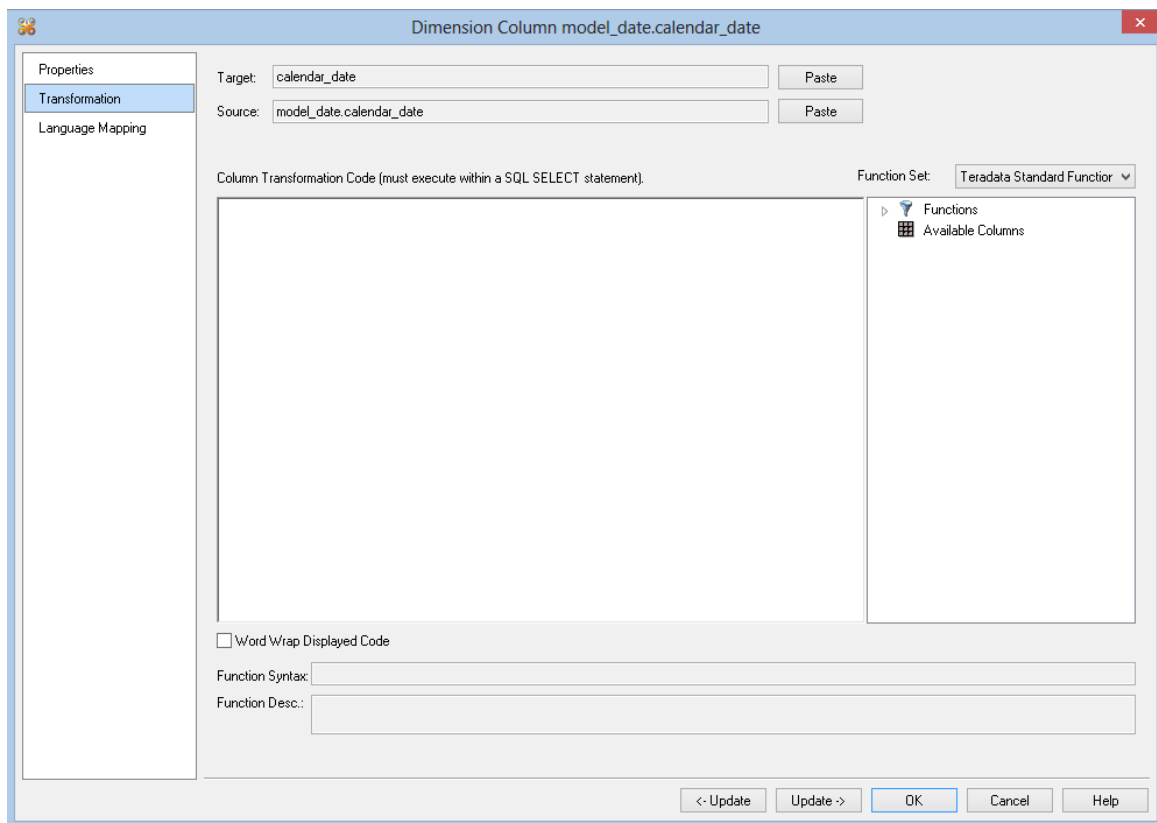 Dimension Column model_date.calendar_date
Properties
Transformation
Language Mapping
Target: calendar_date Paste
Source: model_date.calendar_date Paste
Column Transformation Code (must execute within a SQL SELECT statement). Function Set: Teradata Standard Function
Functions
Available Columns
Word Wrap Displayed Code
Function Syntax:
Function Desc.:
<- Update Update -> OK Cancel Help